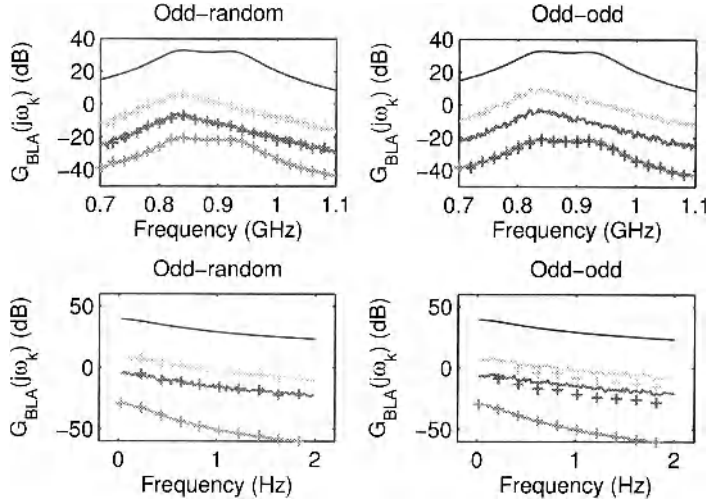 Odd-random
G_BLA(jω_k) (dB)
40
20
0
-20
-40
0.7 0.8 0.9 1 1.1
Frequency (GHz)
Odd-odd
G_BLA(jω_k) (dB)
40
20
0
-20
-40
0.7 0.8 0.9 1 1.1
Frequency (GHz)
Odd-random
G_BLA(jω_k) (dB)
50
0
-50
0 1 2
Frequency (Hz)
Odd-odd
G_BLA(jω_k) (dB)
50
0
-50
0 1 2
Frequency (Hz)